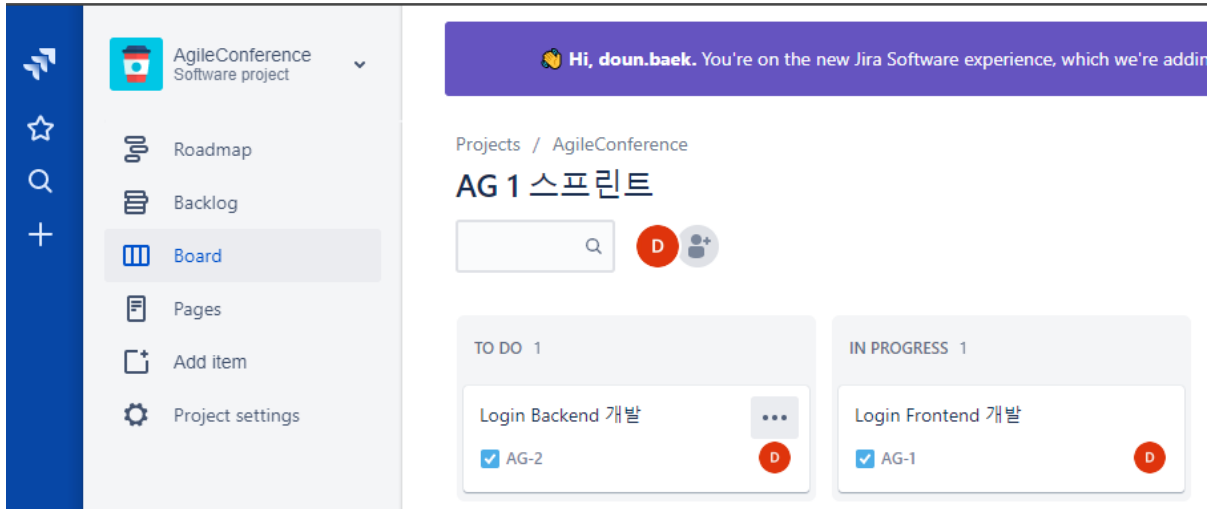 AgileConference
Software project
👏 Hi, doun.baek. You're on the new Jira Software experience, which we're addin
Roadmap
Backlog
Board
Pages
Add item
Project settings
Projects / AgileConference
AG 1 스프린트
D
TO DO 1
Login Backend 개발
AG-2
D
IN PROGRESS 1
Login Frontend 개발
AG-1
D